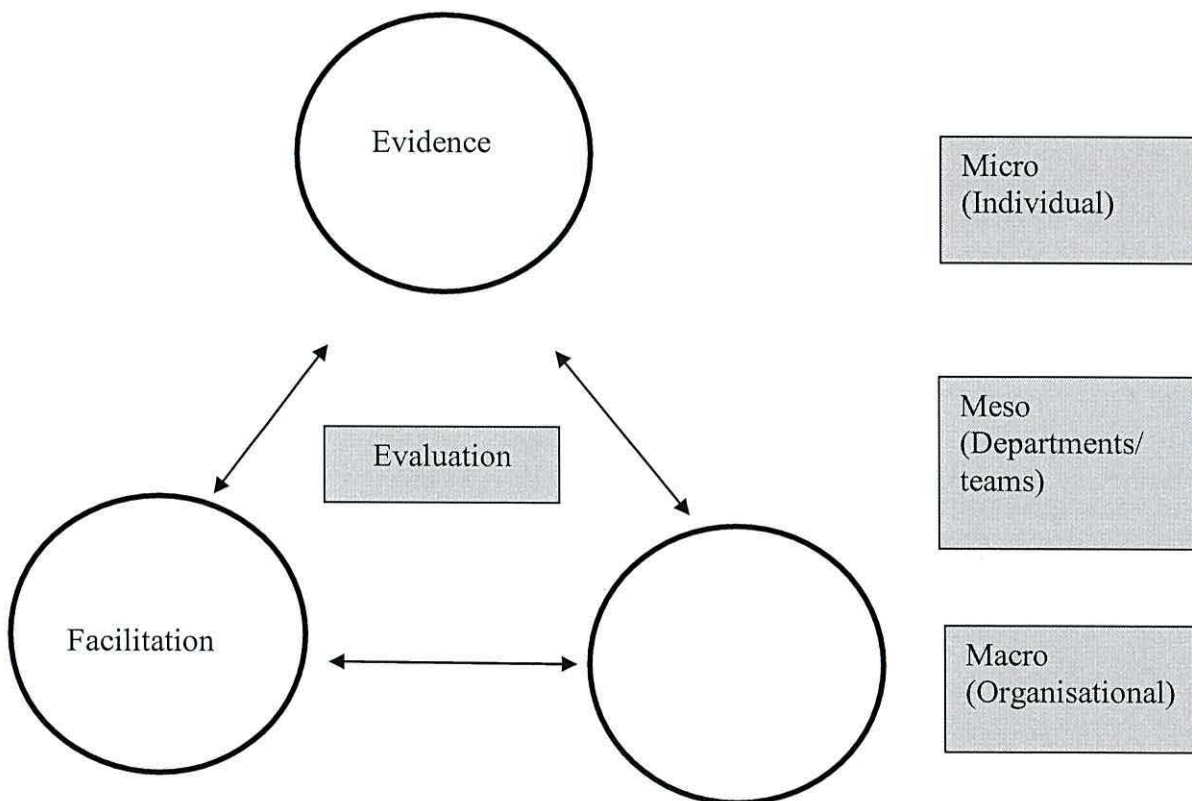 Evidence
Micro
(Individual)
Evaluation
Meso
(Departments/
teams)
Facilitation
Macro
(Organisational)